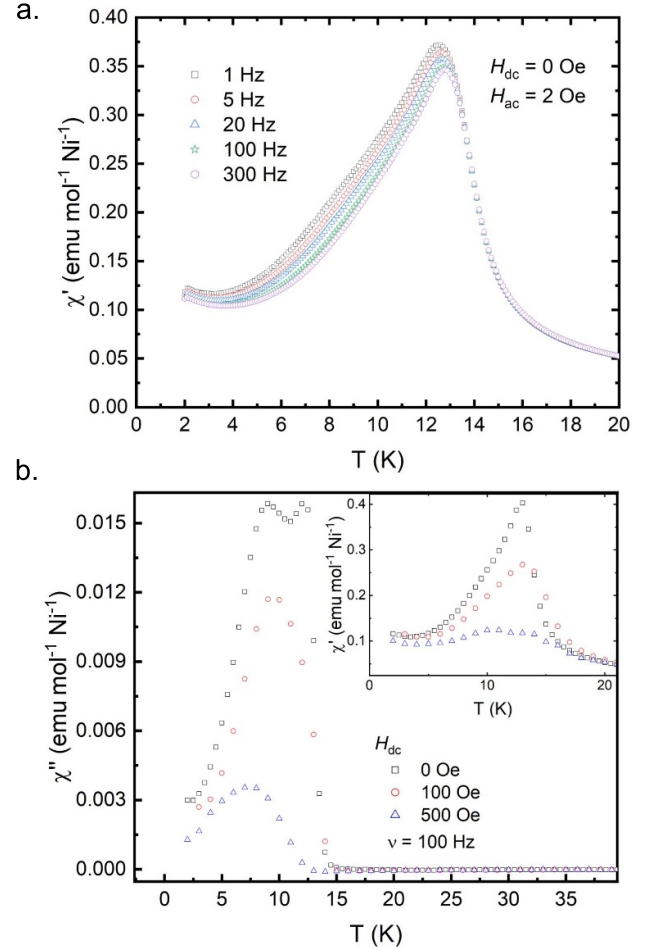 a.
χ' (emu mol⁻¹ Ni⁻¹)
0.40
0.35
0.30
0.25
0.20
0.15
0.10
0.05
0.00
1 Hz
5 Hz
20 Hz
100 Hz
300 Hz
H_dc = 0 Oe
H_ac = 2 Oe
0 2 4 6 8 10 12 14 16 18 20
T (K)
b.
χ'' (emu mol⁻¹ Ni⁻¹)
0.015
0.012
0.009
0.006
0.003
0.000
χ' (emu mol⁻¹ Ni⁻¹)
0.4
0.3
0.2
0.1
0 10 20
T (K)
H_dc
0 Oe
100 Oe
500 Oe
ν = 100 Hz
0 5 10 15 20 25 30 35
T (K)